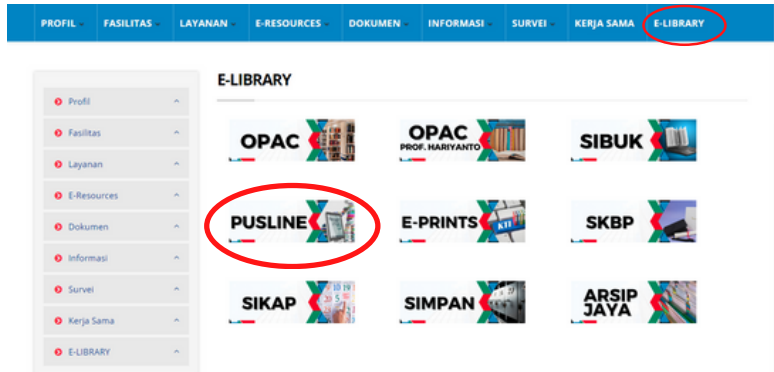 PROFIL FASILITAS LAYANAN E-RESOURCES DOKUMEN INFORMASI SURVEI KERJA SAMA E-LIBRARY
E-LIBRARY
Profil
Fasilitas
Layanan
E-Resources
Dokumen
Informasi
Survei
Kerja Sama
E-LIBRARY
OPAC
OPAC
PROF. HARIYANTO
SIBUK
PUSLINE
E-PRINTS
SKBP
SIKAP
SIMPAN
ARSIP
JAYA